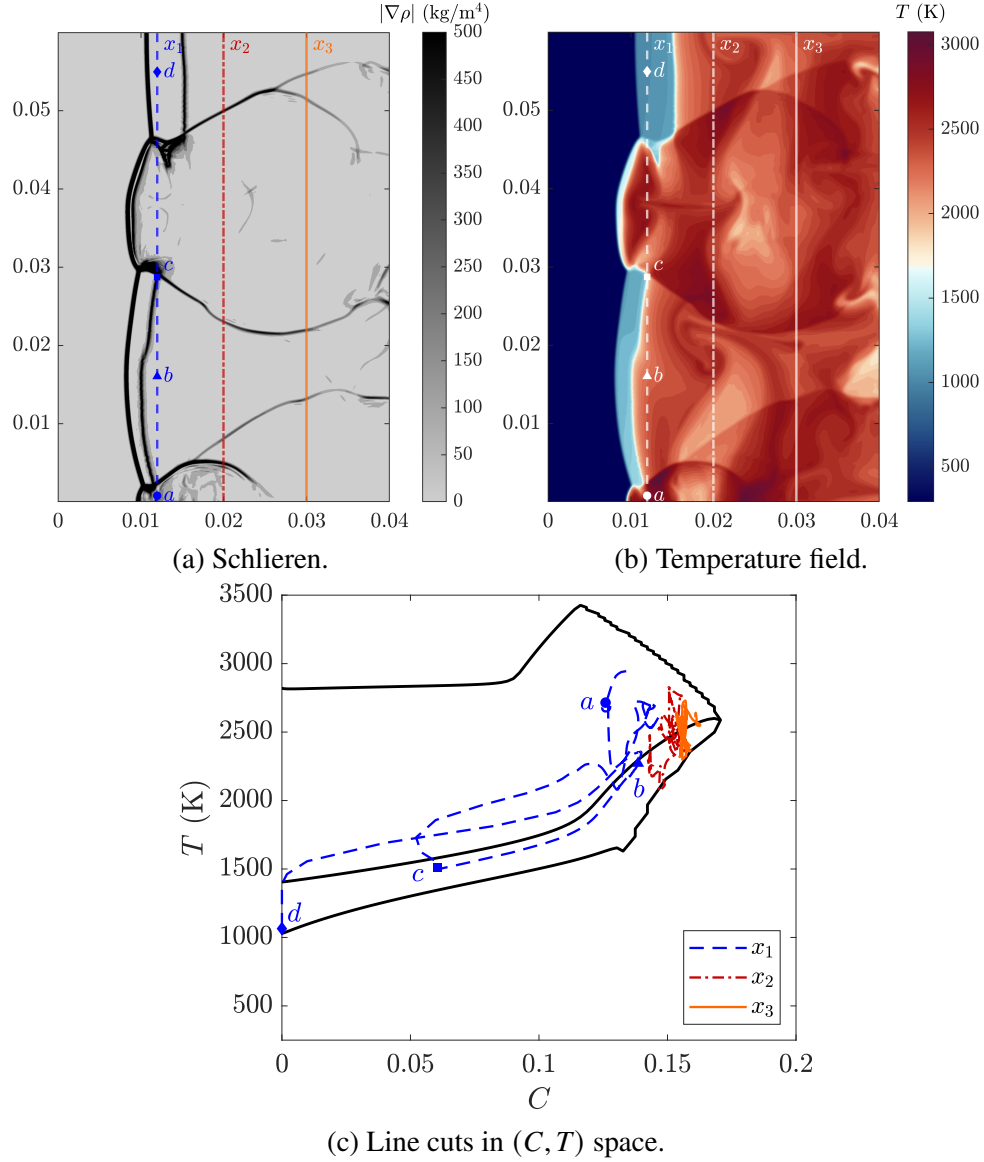 |∇ρ| (kg/m⁴)
T (K)
x₁ x₂ x₃
d
c
b
a
500
450
400
350
300
250
200
150
100
50
0
0.05
0.04
0.03
0.02
0.01
0 0.01 0.02 0.03 0.04
(a) Schlieren.
x₁ x₂ x₃
d
c
b
a
3000
2500
2000
1500
1000
500
0.05
0.04
0.03
0.02
0.01
0 0.01 0.02 0.03 0.04
(b) Temperature field.
3500
3000
2500
2000
1500
1000
500
T (K)
a
b
c
d
x₁
x₂
x₃
0 0.05 0.1 0.15 0.2
C
(c) Line cuts in (C, T) space.